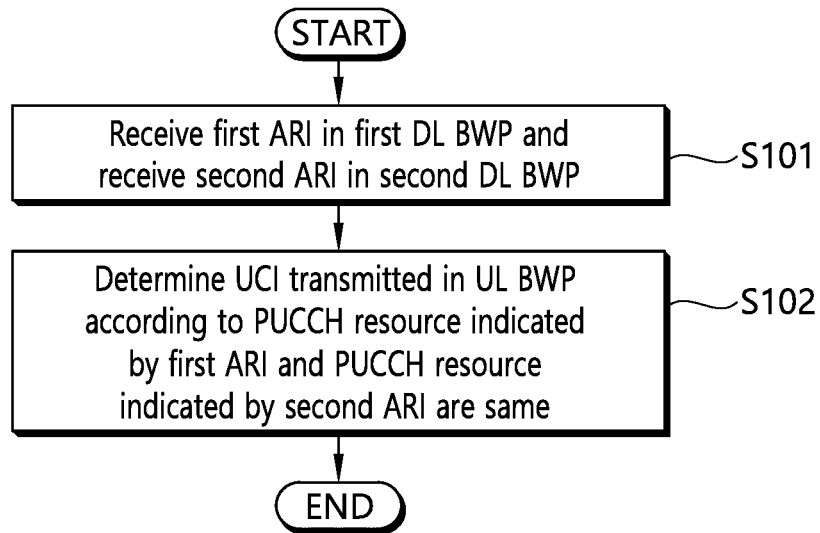 START
Receive first ARI in first DL BWP and
receive second ARI in second DL BWP
S101
Determine UCI transmitted in UL BWP
according to PUCCH resource indicated
by first ARI and PUCCH resource
indicated by second ARI are same
S102
END